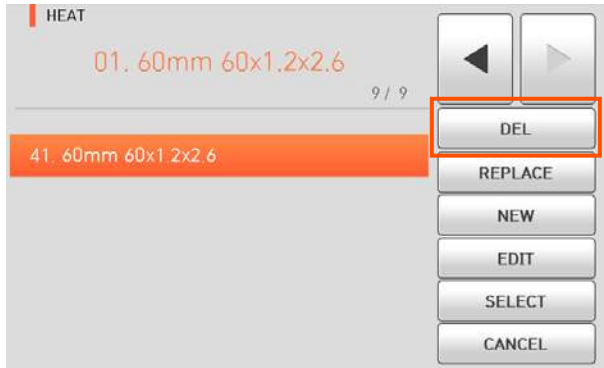 HEAT
01. 60mm 60x1.2x2.6
9 / 9
41. 60mm 60x1.2x2.6
DEL
REPLACE
NEW
EDIT
SELECT
CANCEL